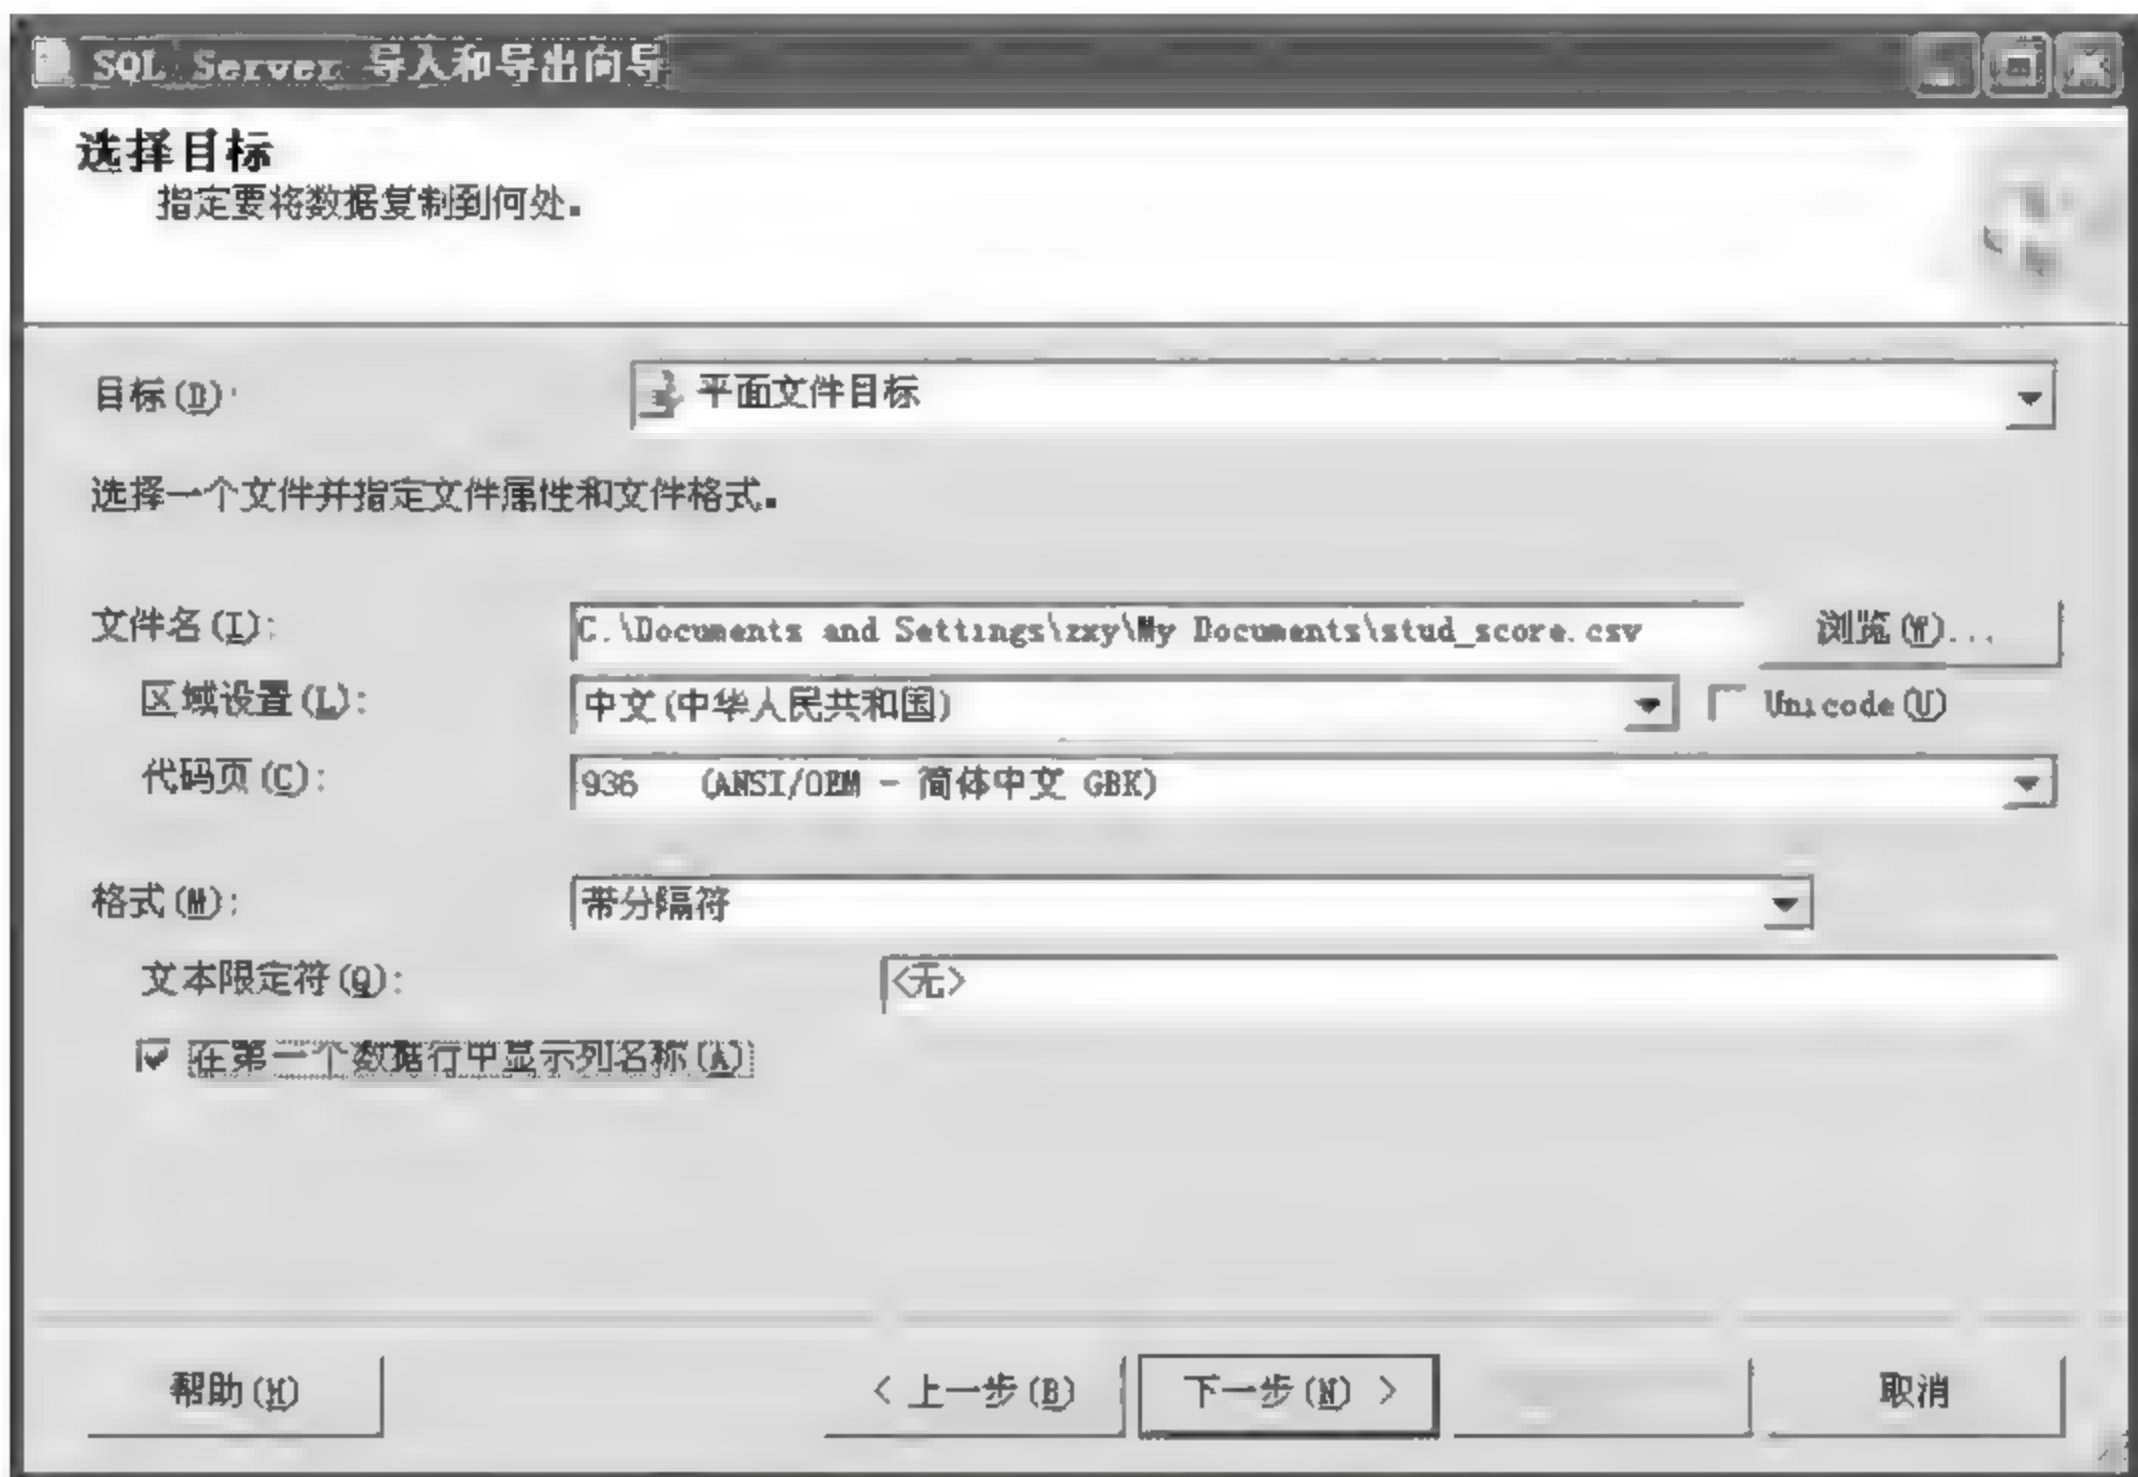 SQL Server 导入和导出向导
选择目标
指定要将数据复制到何处。
目标(D):
平面文件目标
选择一个文件并指定文件属性和文件格式。
文件名(I):
C:\Documents and Settings\zxy\My Documents\stud_score.csv
浏览(W)...
区域设置(L):
中文(中华人民共和国)
Unicode(U)
代码页(C):
936 (ANSI/OEM - 简体中文 GBK)
格式(M):
带分隔符
文本限定符(Q):
<无>
在第一个数据行中显示列名称(A)
帮助(H)
< 上一步(B)
下一步(N) >
取消